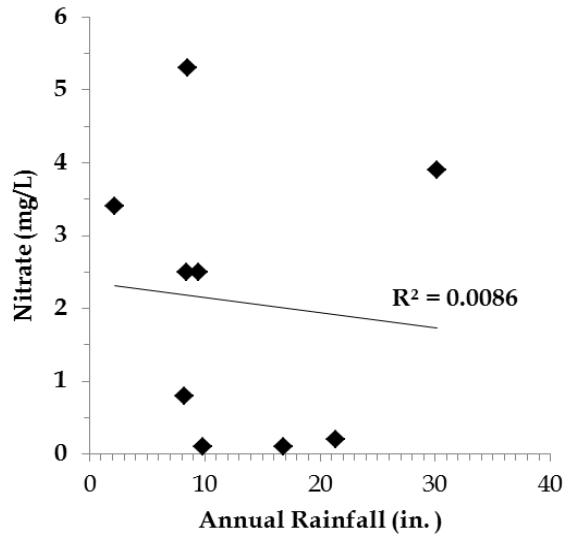 6
5
4
3
2
1
0
Nitrate (mg/L)
R² = 0.0086
0 10 20 30 40
Annual Rainfall (in. )